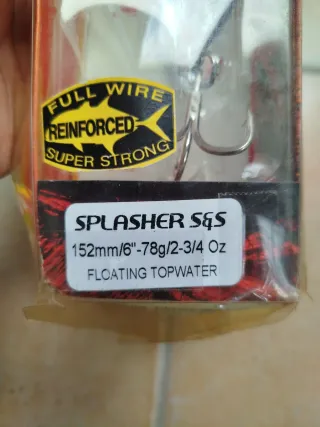 FULL WIRE
REINFORCED
SUPER STRONG
SPLASHER S&S
152mm/6"-78g/2-3/4 Oz
FLOATING TOPWATER